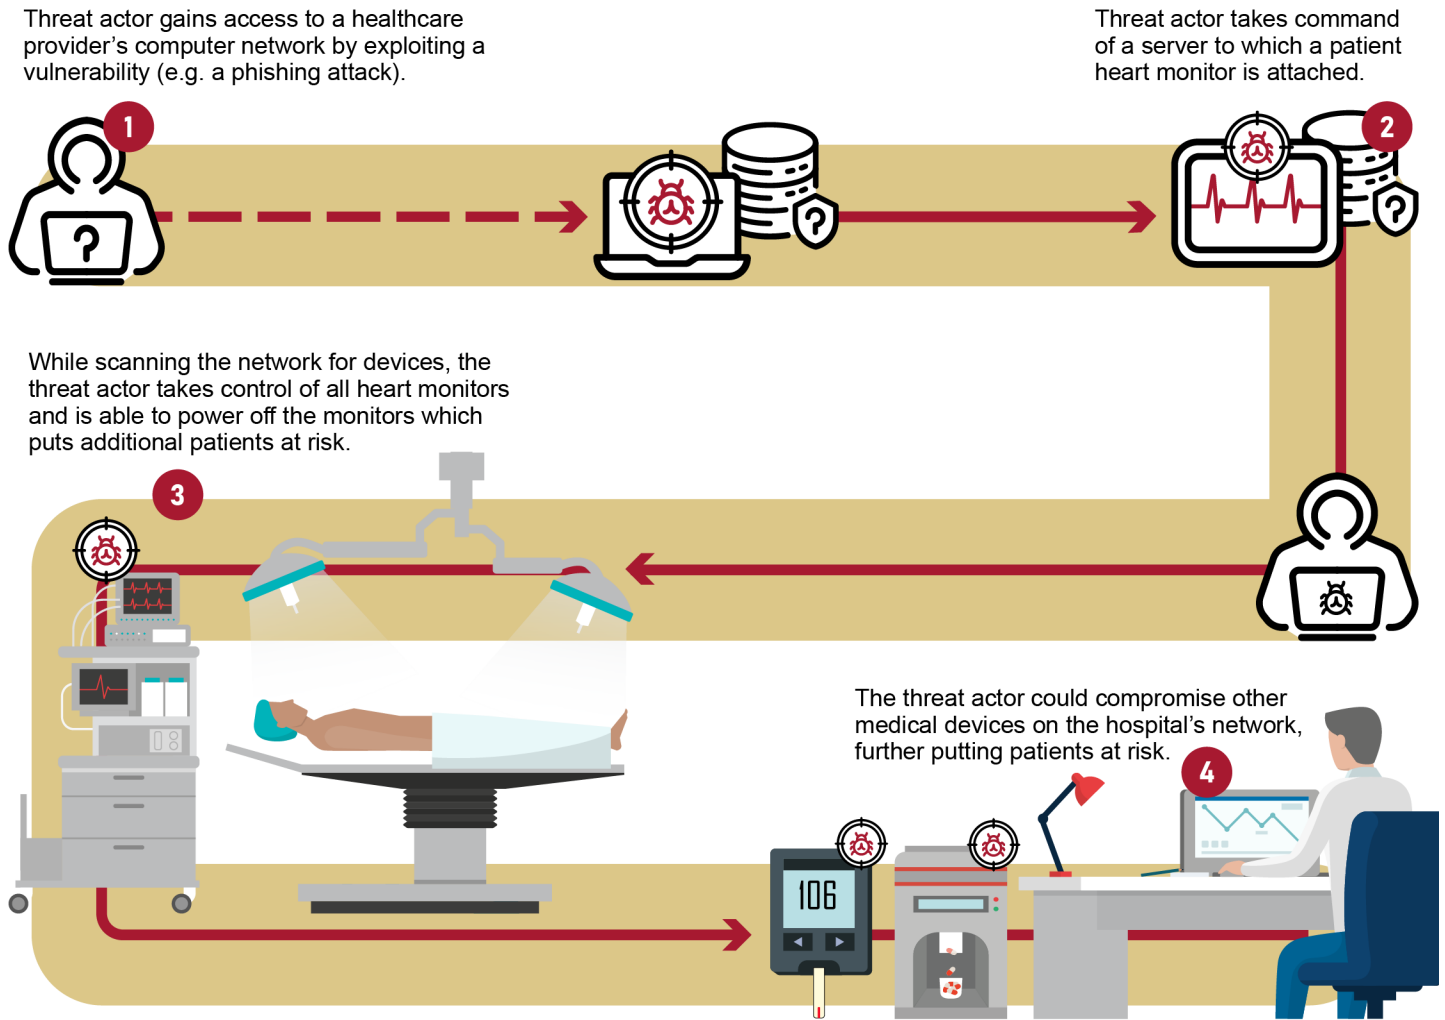 Threat actor gains access to a healthcare
provider’s computer network by exploiting a
vulnerability (e.g. a phishing attack).
1
?
?
Threat actor takes command
of a server to which a patient
heart monitor is attached.
2
?
While scanning the network for devices, the
threat actor takes control of all heart monitors
and is able to power off the monitors which
puts additional patients at risk.
3
The threat actor could compromise other
medical devices on the hospital’s network,
further putting patients at risk.
4
106